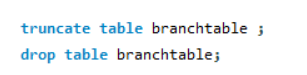 truncate table branchtable ;
drop table branchtable;